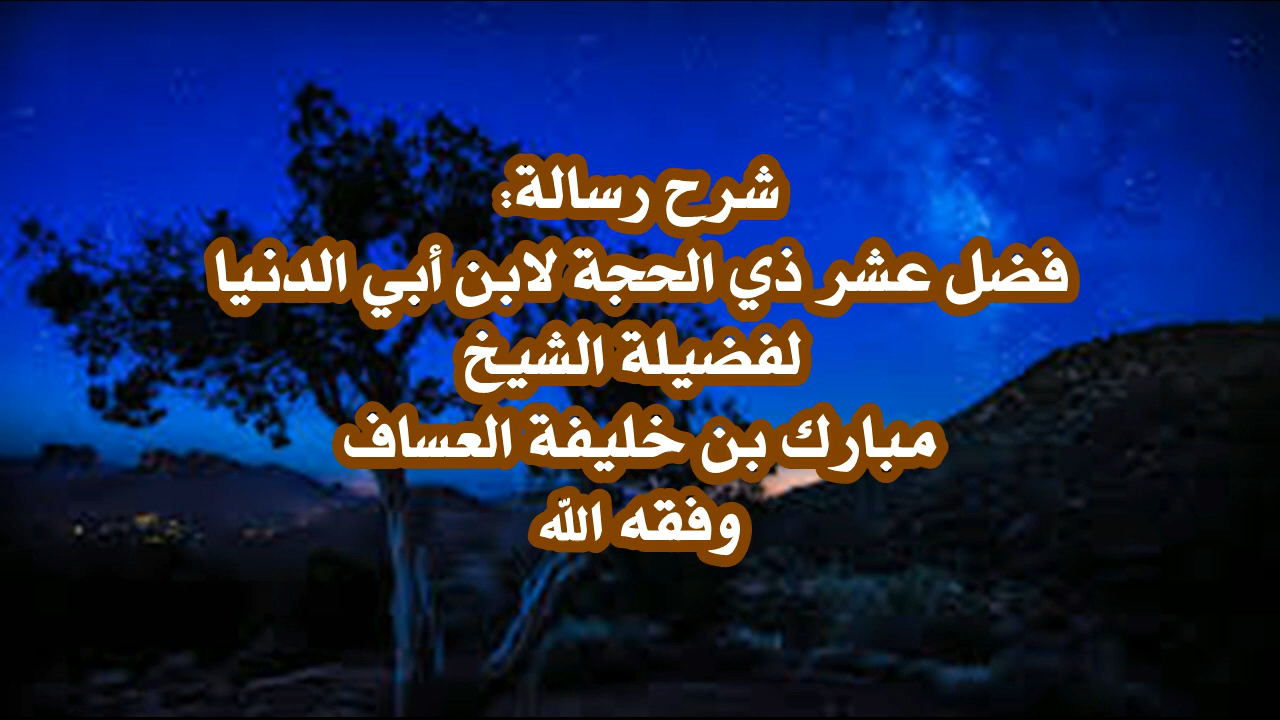 شرح رسالة:
فضل عشر ذي الحجة لابن أبي الدنيا
لفضيلة الشيخ
مبارك بن خليفة العساف
وفقه الله